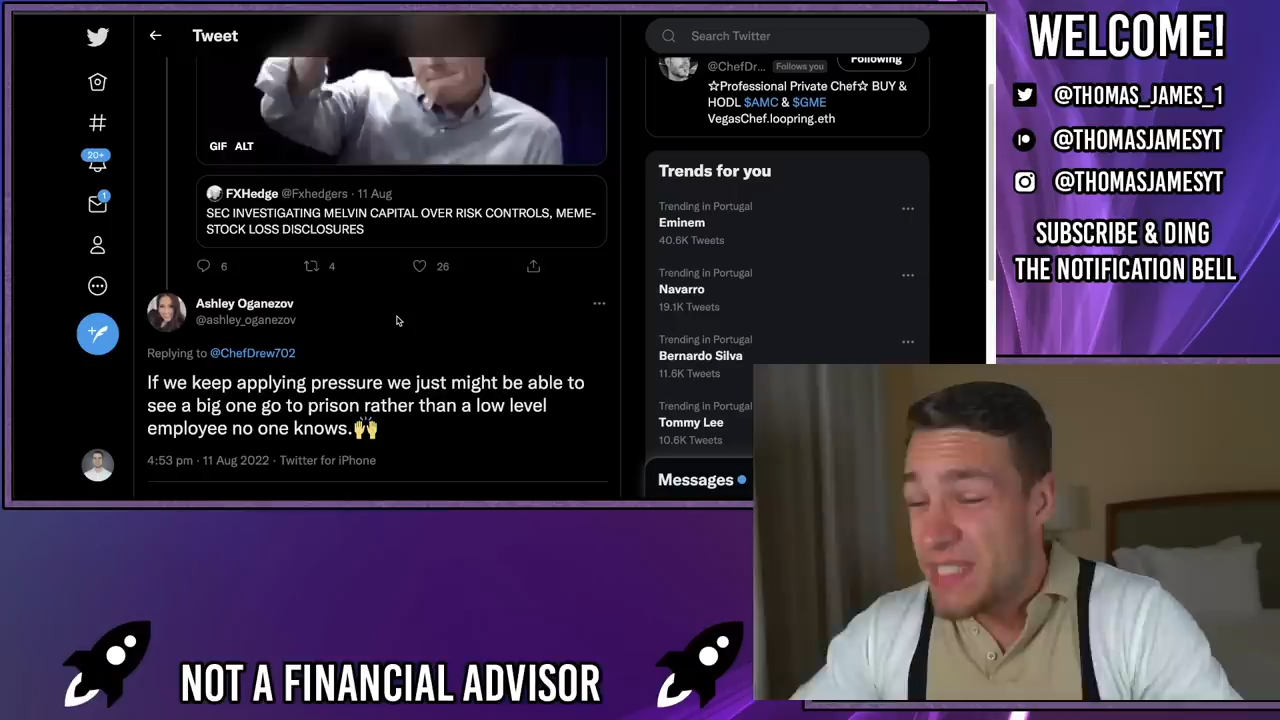 Tweet
GIF ALT
FXHedge @Fxhedgers · 11 Aug
SEC INVESTIGATING MELVIN CAPITAL OVER RISK CONTROLS, MEME-
STOCK LOSS DISCLOSURES
6 4 26
Ashley Oganezov
@ashley_oganezov
Replying to @ChefDrew702
If we keep applying pressure we just might be able to
see a big one go to prison rather than a low level
employee no one knows.🙌
4:53 pm · 11 Aug 2022 · Twitter for iPhone
20+
1
Search Twitter
@ChefDr... Follows you
Following
☆Professional Private Chef☆ BUY &
HODL $AMC & $GME
VegasChef.loopring.eth
Trends for you
Trending in Portugal
Eminem
40.6K Tweets
Trending in Portugal
Navarro
19.1K Tweets
Trending in Portugal
Bernardo Silva
11.6K Tweets
Trending in Portugal
Tommy Lee
10.6K Tweets
Messages
WELCOME!
@THOMAS_JAMES_1
@THOMASJAMESYT
@THOMASJAMESYT
SUBSCRIBE & DING
THE NOTIFICATION BELL
NOT A FINANCIAL ADVISOR